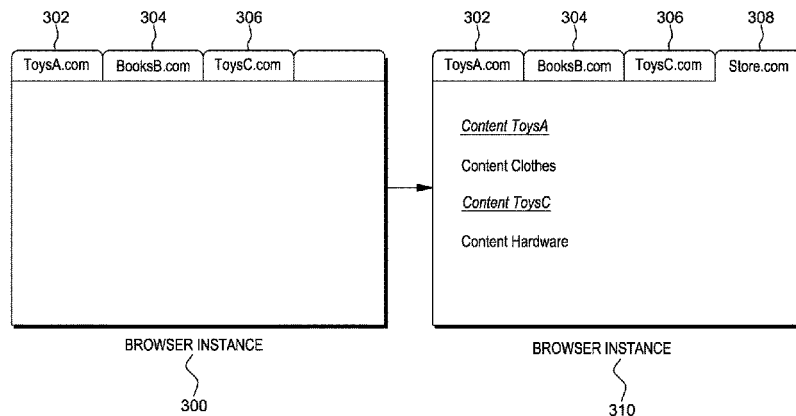 302 304 306
ToysA.com BooksB.com ToysC.com
BROWSER INSTANCE
300
302 304 306 308
ToysA.com BooksB.com ToysC.com Store.com
Content ToysA
Content Clothes
Content ToysC
Content Hardware
BROWSER INSTANCE
310